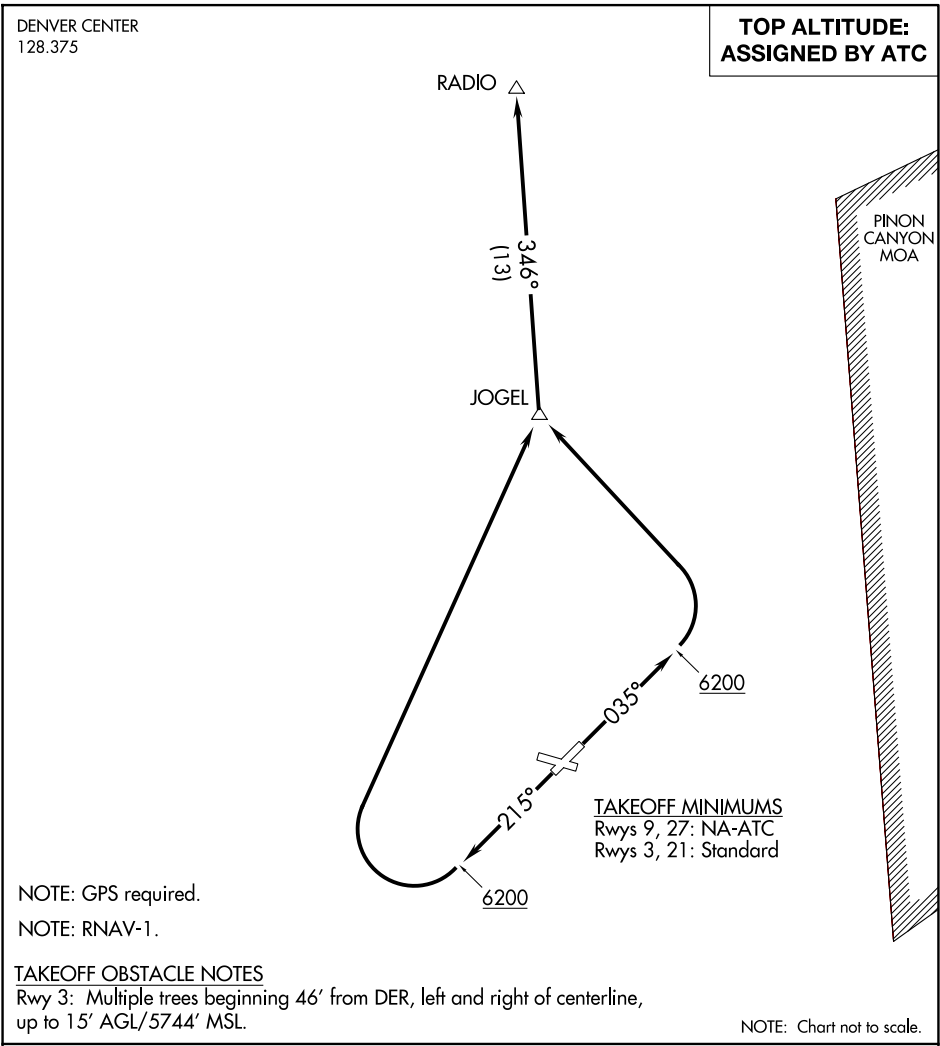 DENVER CENTER
128.375
TOP ALTITUDE:
ASSIGNED BY ATC
RADIO
PINON
CANYON
MOA
346°
(13)
JOGEL
6200
035°
215°
TAKEOFF MINIMUMS
Rwys 9, 27: NA-ATC
Rwys 3, 21: Standard
6200
NOTE: GPS required.
NOTE: RNAV-1.
TAKEOFF OBSTACLE NOTES
Rwy 3: Multiple trees beginning 46' from DER, left and right of centerline,
up to 15' AGL/5744' MSL.
NOTE: Chart not to scale.